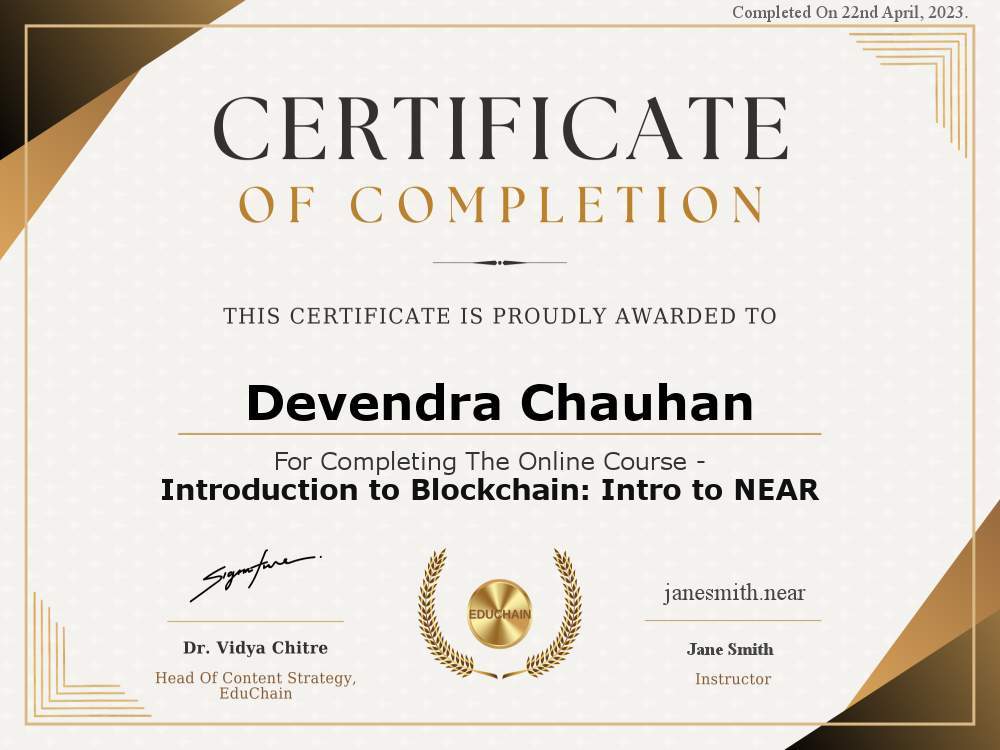 Completed On 22nd April, 2023.
CERTIFICATE
OF COMPLETION
THIS CERTIFICATE IS PROUDLY AWARDED TO
Devendra Chauhan
For Completing The Online Course -
Introduction to Blockchain: Intro to NEAR
Signature
EDUCHAIN
janesmith.near
Dr. Vidya Chitre
Jane Smith
Head Of Content Strategy,
EduChain
Instructor